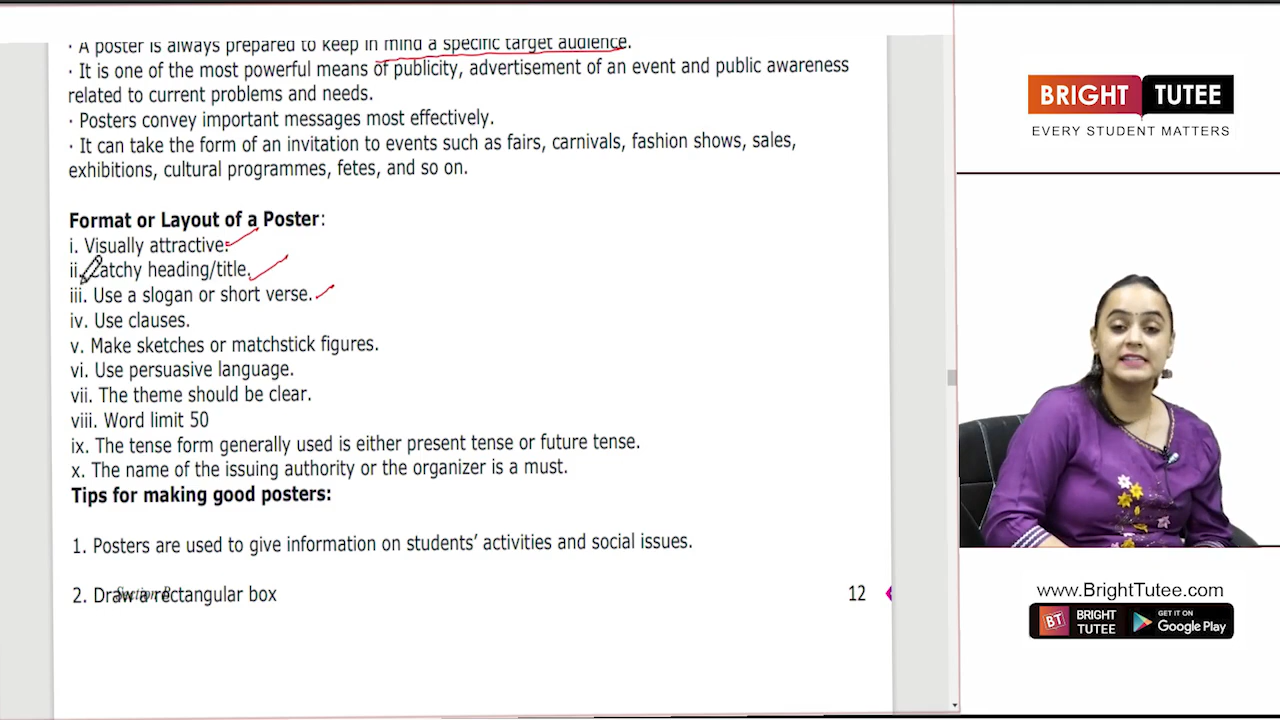 · A poster is always prepared to keep in mind a specific target audience.
· It is one of the most powerful means of publicity, advertisement of an event and public awareness
related to current problems and needs.
· Posters convey important messages most effectively.
· It can take the form of an invitation to events such as fairs, carnivals, fashion shows, sales,
exhibitions, cultural programmes, fetes, and so on.
Format or Layout of a Poster:
i. Visually attractive:
ii. Catchy heading/title.
iii. Use a slogan or short verse.
iv. Use clauses.
v. Make sketches or matchstick figures.
vi. Use persuasive language.
vii. The theme should be clear.
viii. Word limit 50
ix. The tense form generally used is either present tense or future tense.
x. The name of the issuing authority or the organizer is a must.
Tips for making good posters:
1. Posters are used to give information on students' activities and social issues.
2. Draw a rectangular box
Section B
12
BRIGHT TUTEE
EVERY STUDENT MATTERS
www.BrightTutee.com
BT BRIGHT TUTEE
GET IT ON
Google Play